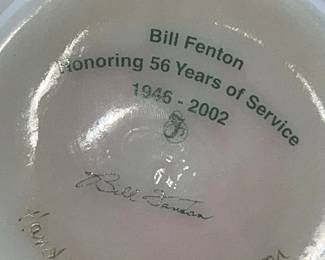 Bill Fenton
Honoring 56 Years of Service
1946 - 2002
Bill Fenton